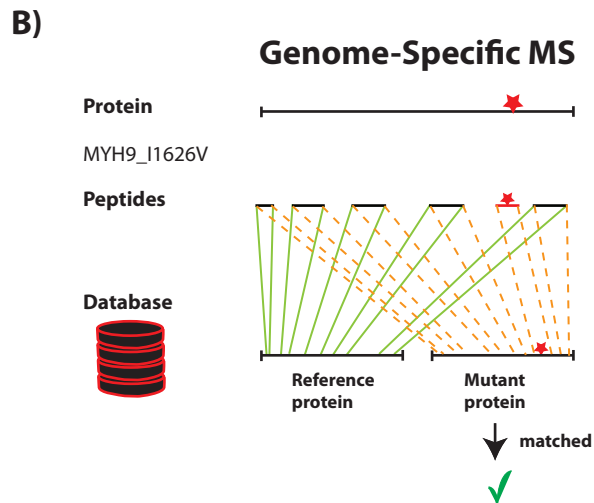 B)
Genome-Specific MS
Protein
MYH9_I1626V
Peptides
Database
Reference
protein
Mutant
protein
matched